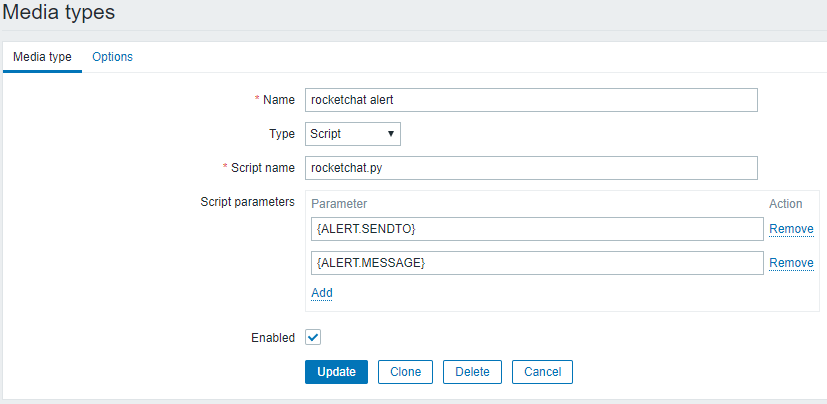 Media types
Media type Options
* Name rocketchat alert
Type Script
* Script name rocketchat.py
Script parameters Parameter Action
{ALERT.SENDTO} Remove
{ALERT.MESSAGE} Remove
Add
Enabled
Update Clone Delete Cancel